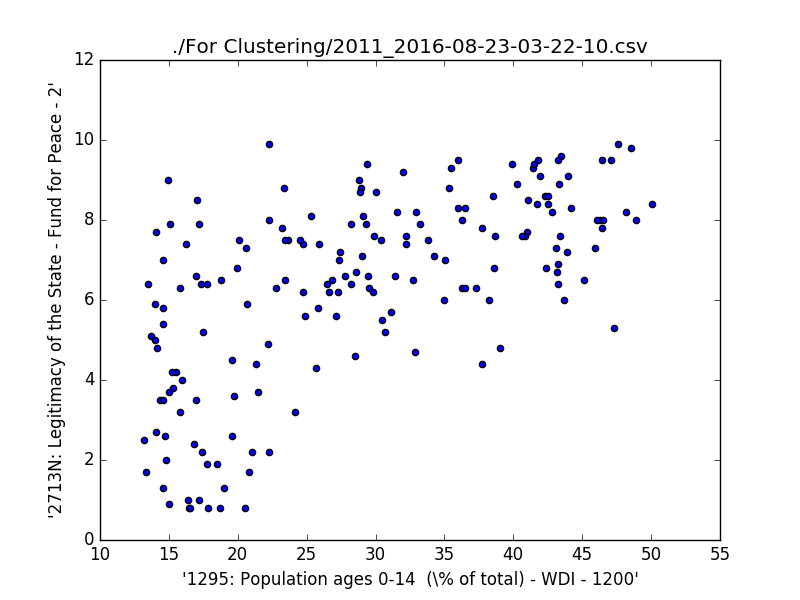 ./For Clustering/2011_2016-08-23-03-22-10.csv
12
10
8
6
4
2
0
'2713N: Legitimacy of the State - Fund for Peace - 2'
10 15 20 25 30 35 40 45 50 55
'1295: Population ages 0-14  (\% of total) - WDI - 1200'